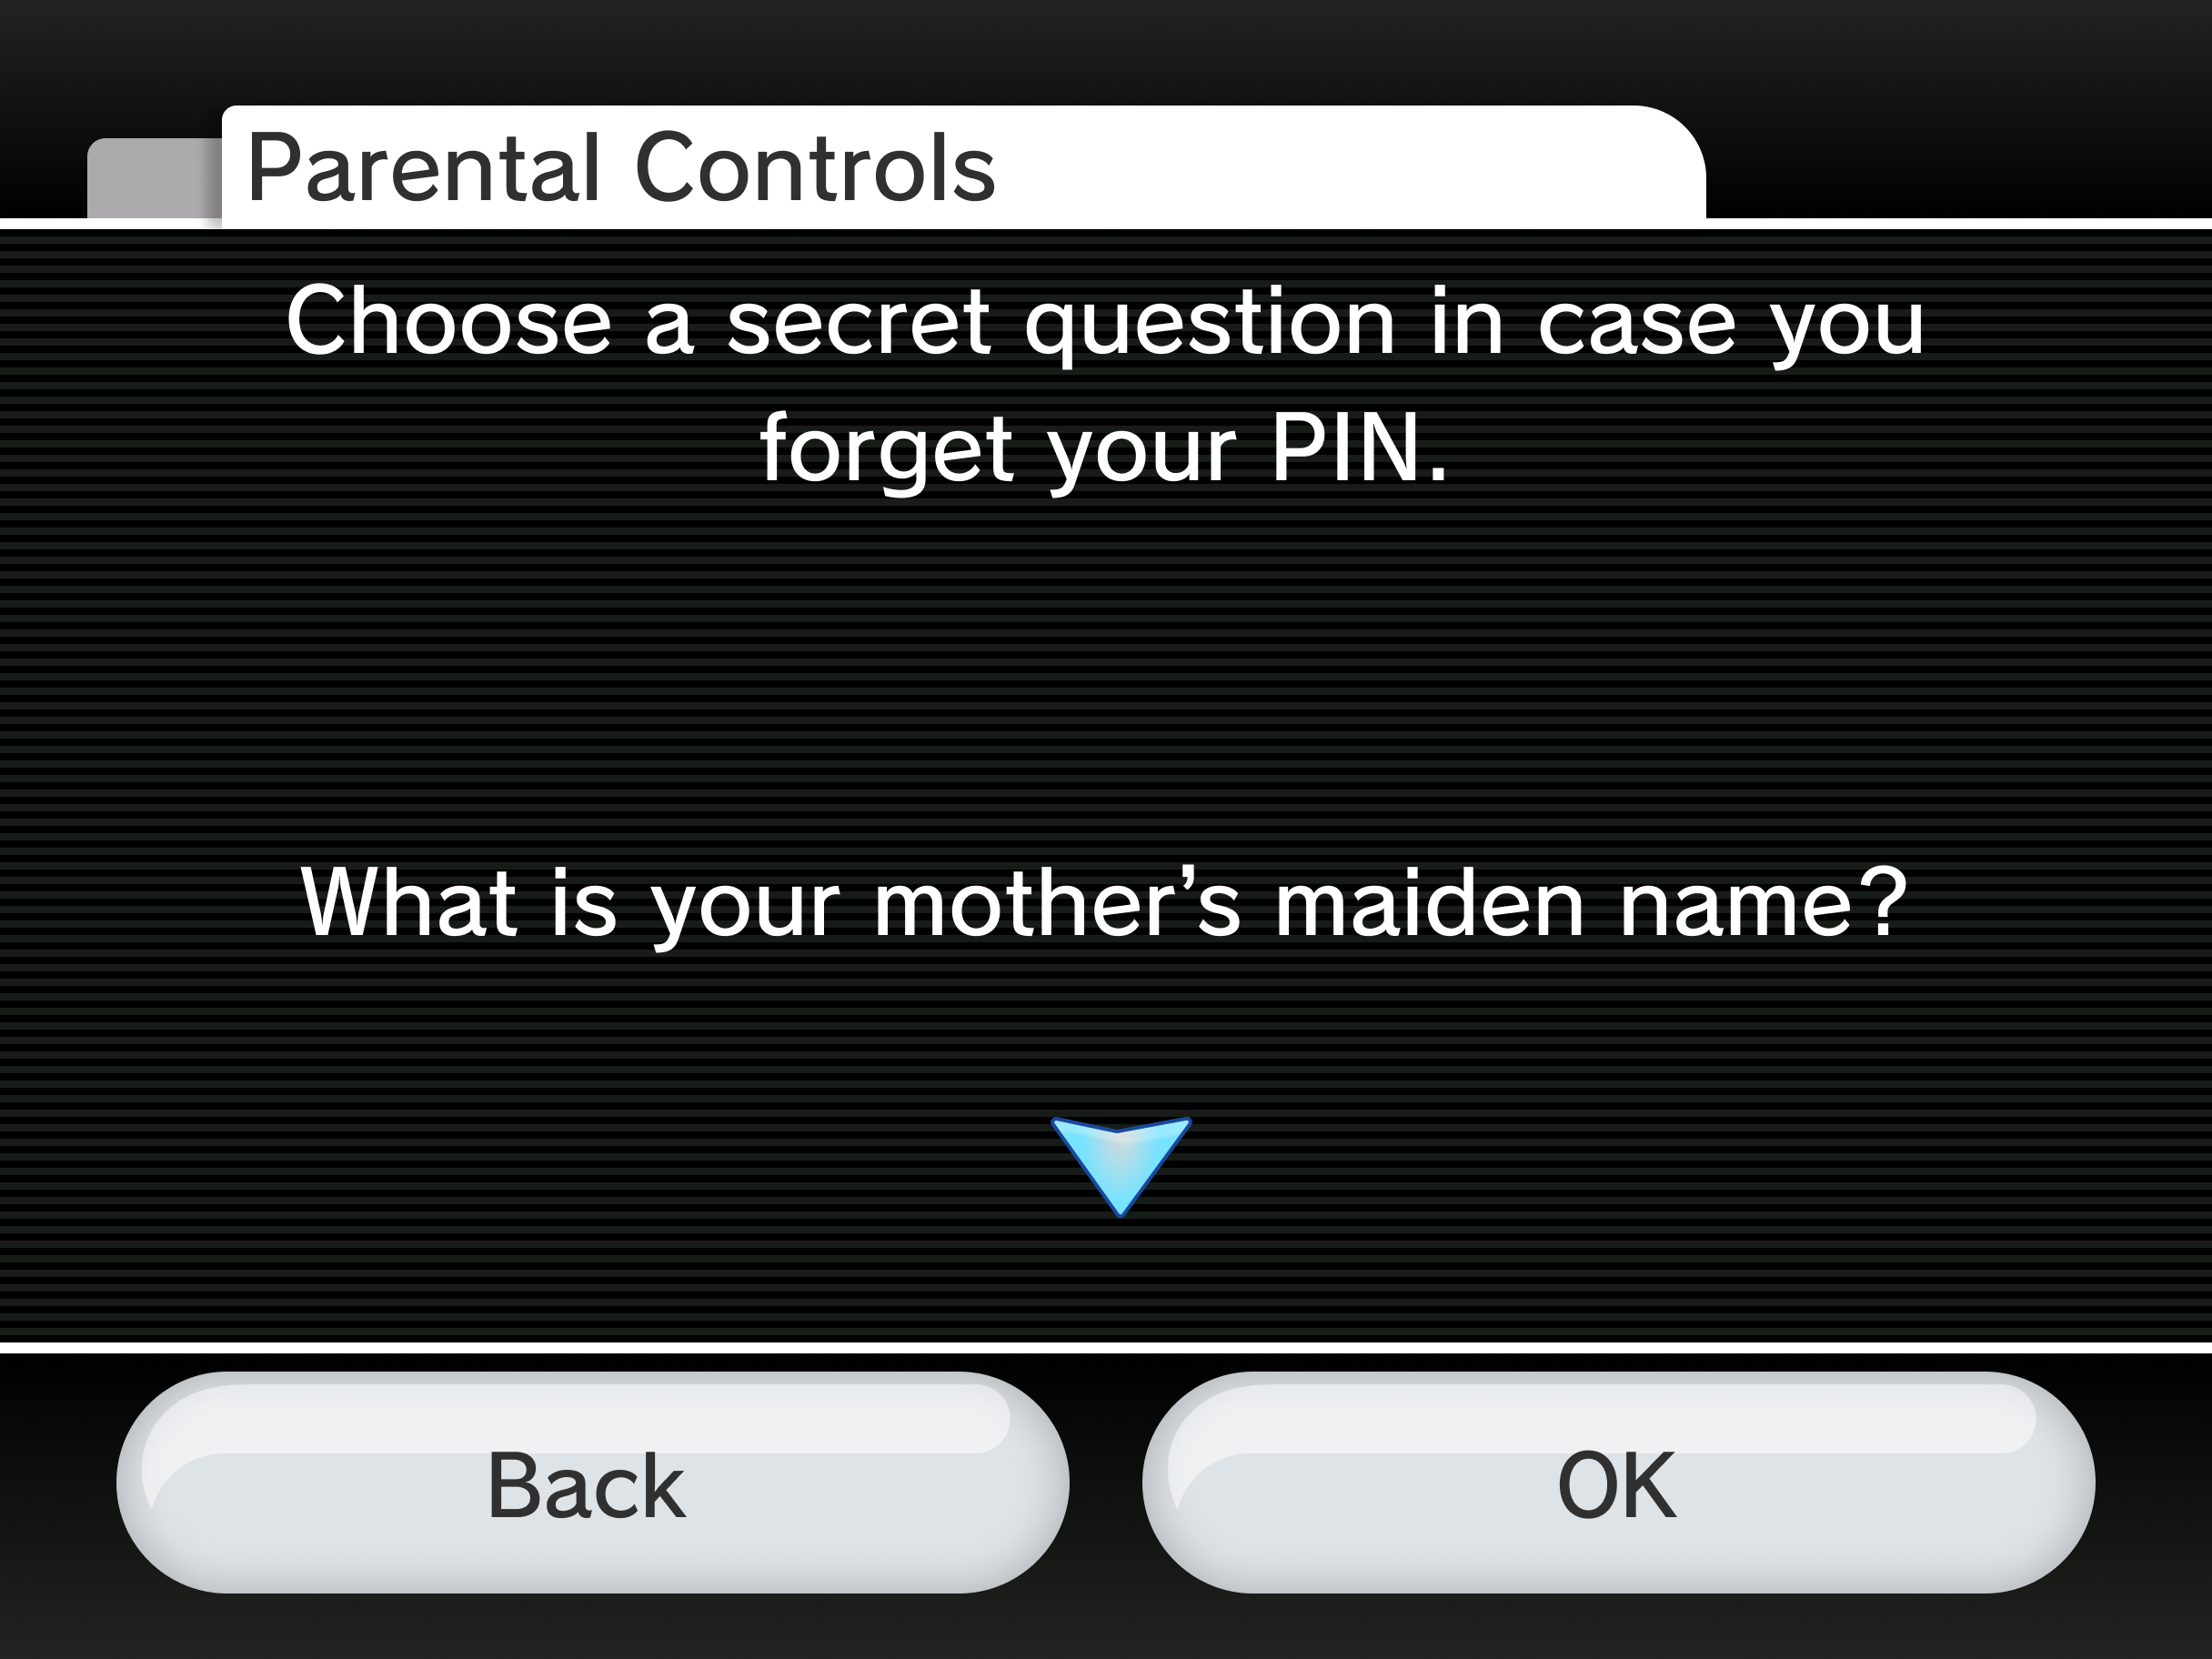 Parental Controls
Choose a secret question in case you
forget your PIN.
What is your mother’s maiden name?
Back
OK